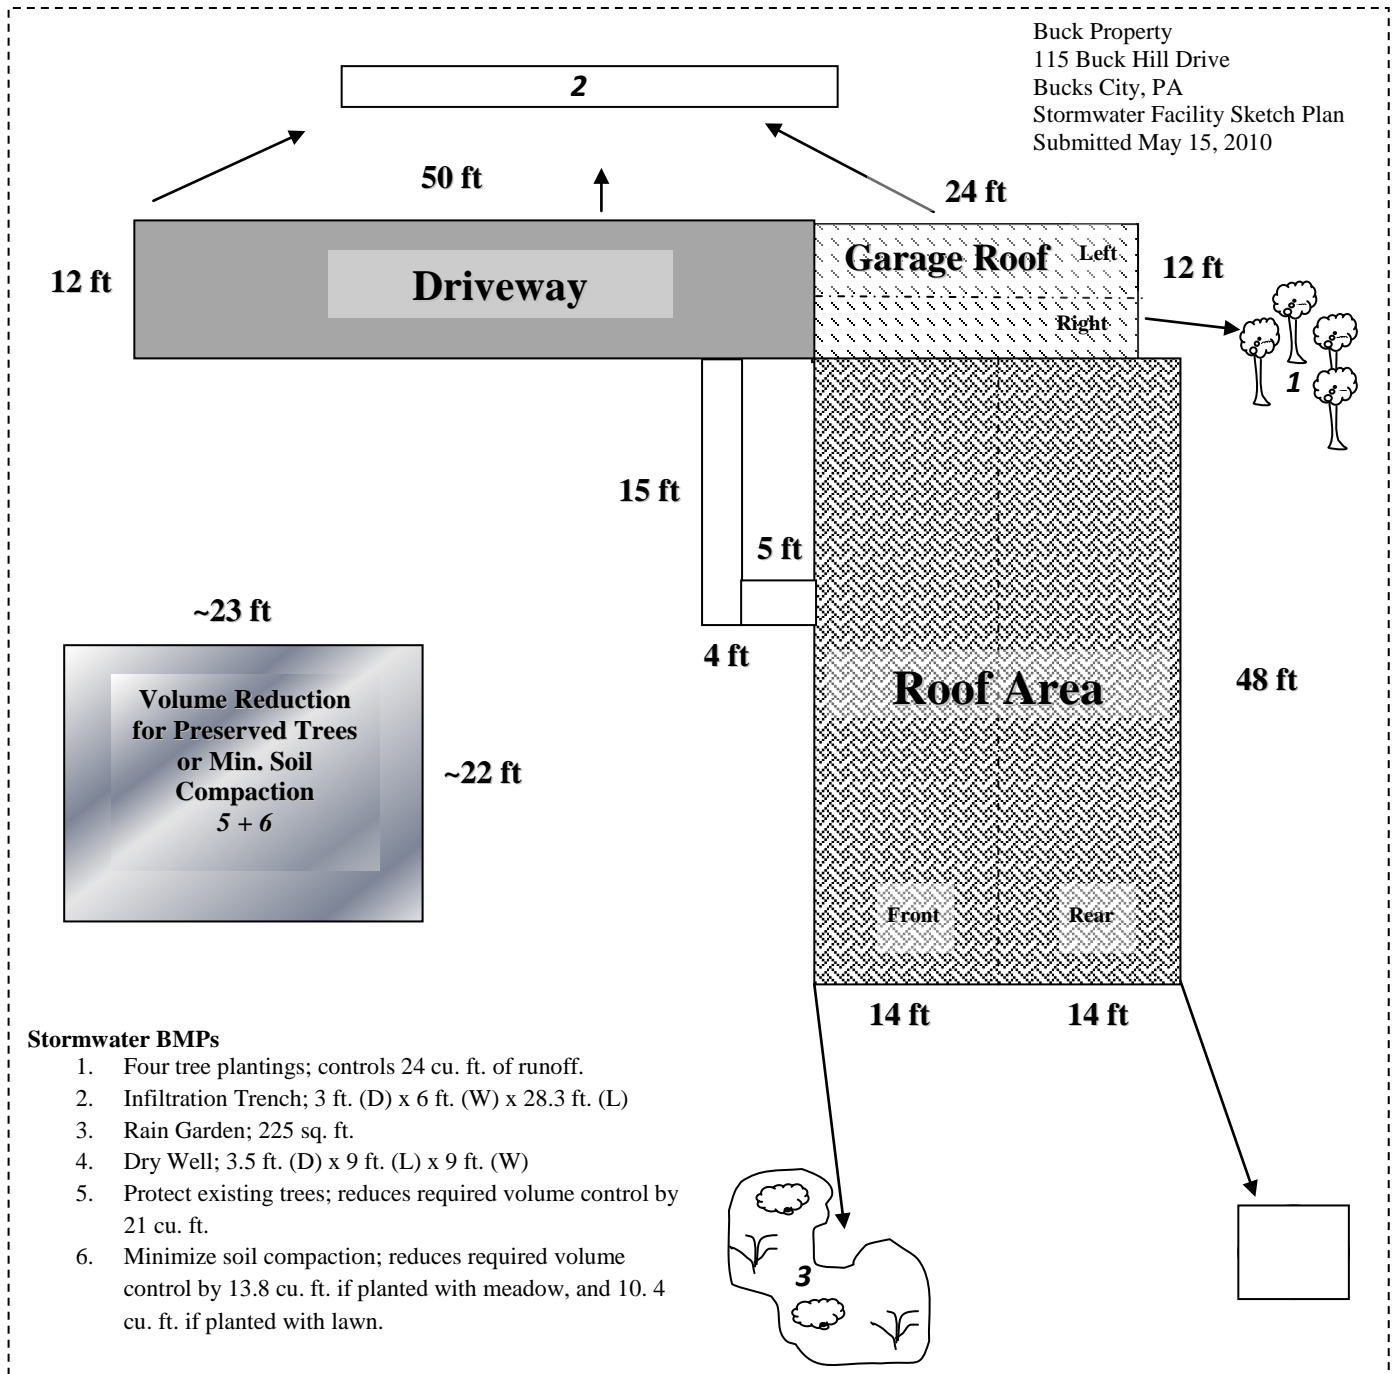 Buck Property
115 Buck Hill Drive
Bucks City, PA
Stormwater Facility Sketch Plan
Submitted May 15, 2010
2
50 ft
24 ft
12 ft
Driveway
Garage Roof
Left
Right
12 ft
1
15 ft
5 ft
4 ft
~23 ft
Volume Reduction
for Preserved Trees
or Min. Soil
Compaction
5 + 6
~22 ft
Roof Area
48 ft
Front
Rear
14 ft
14 ft
Stormwater BMPs
1. Four tree plantings; controls 24 cu. ft. of runoff.
2. Infiltration Trench; 3 ft. (D) x 6 ft. (W) x 28.3 ft. (L)
3. Rain Garden; 225 sq. ft.
4. Dry Well; 3.5 ft. (D) x 9 ft. (L) x 9 ft. (W)
5. Protect existing trees; reduces required volume control by
21 cu. ft.
6. Minimize soil compaction; reduces required volume
control by 13.8 cu. ft. if planted with meadow, and 10. 4
cu. ft. if planted with lawn.
3